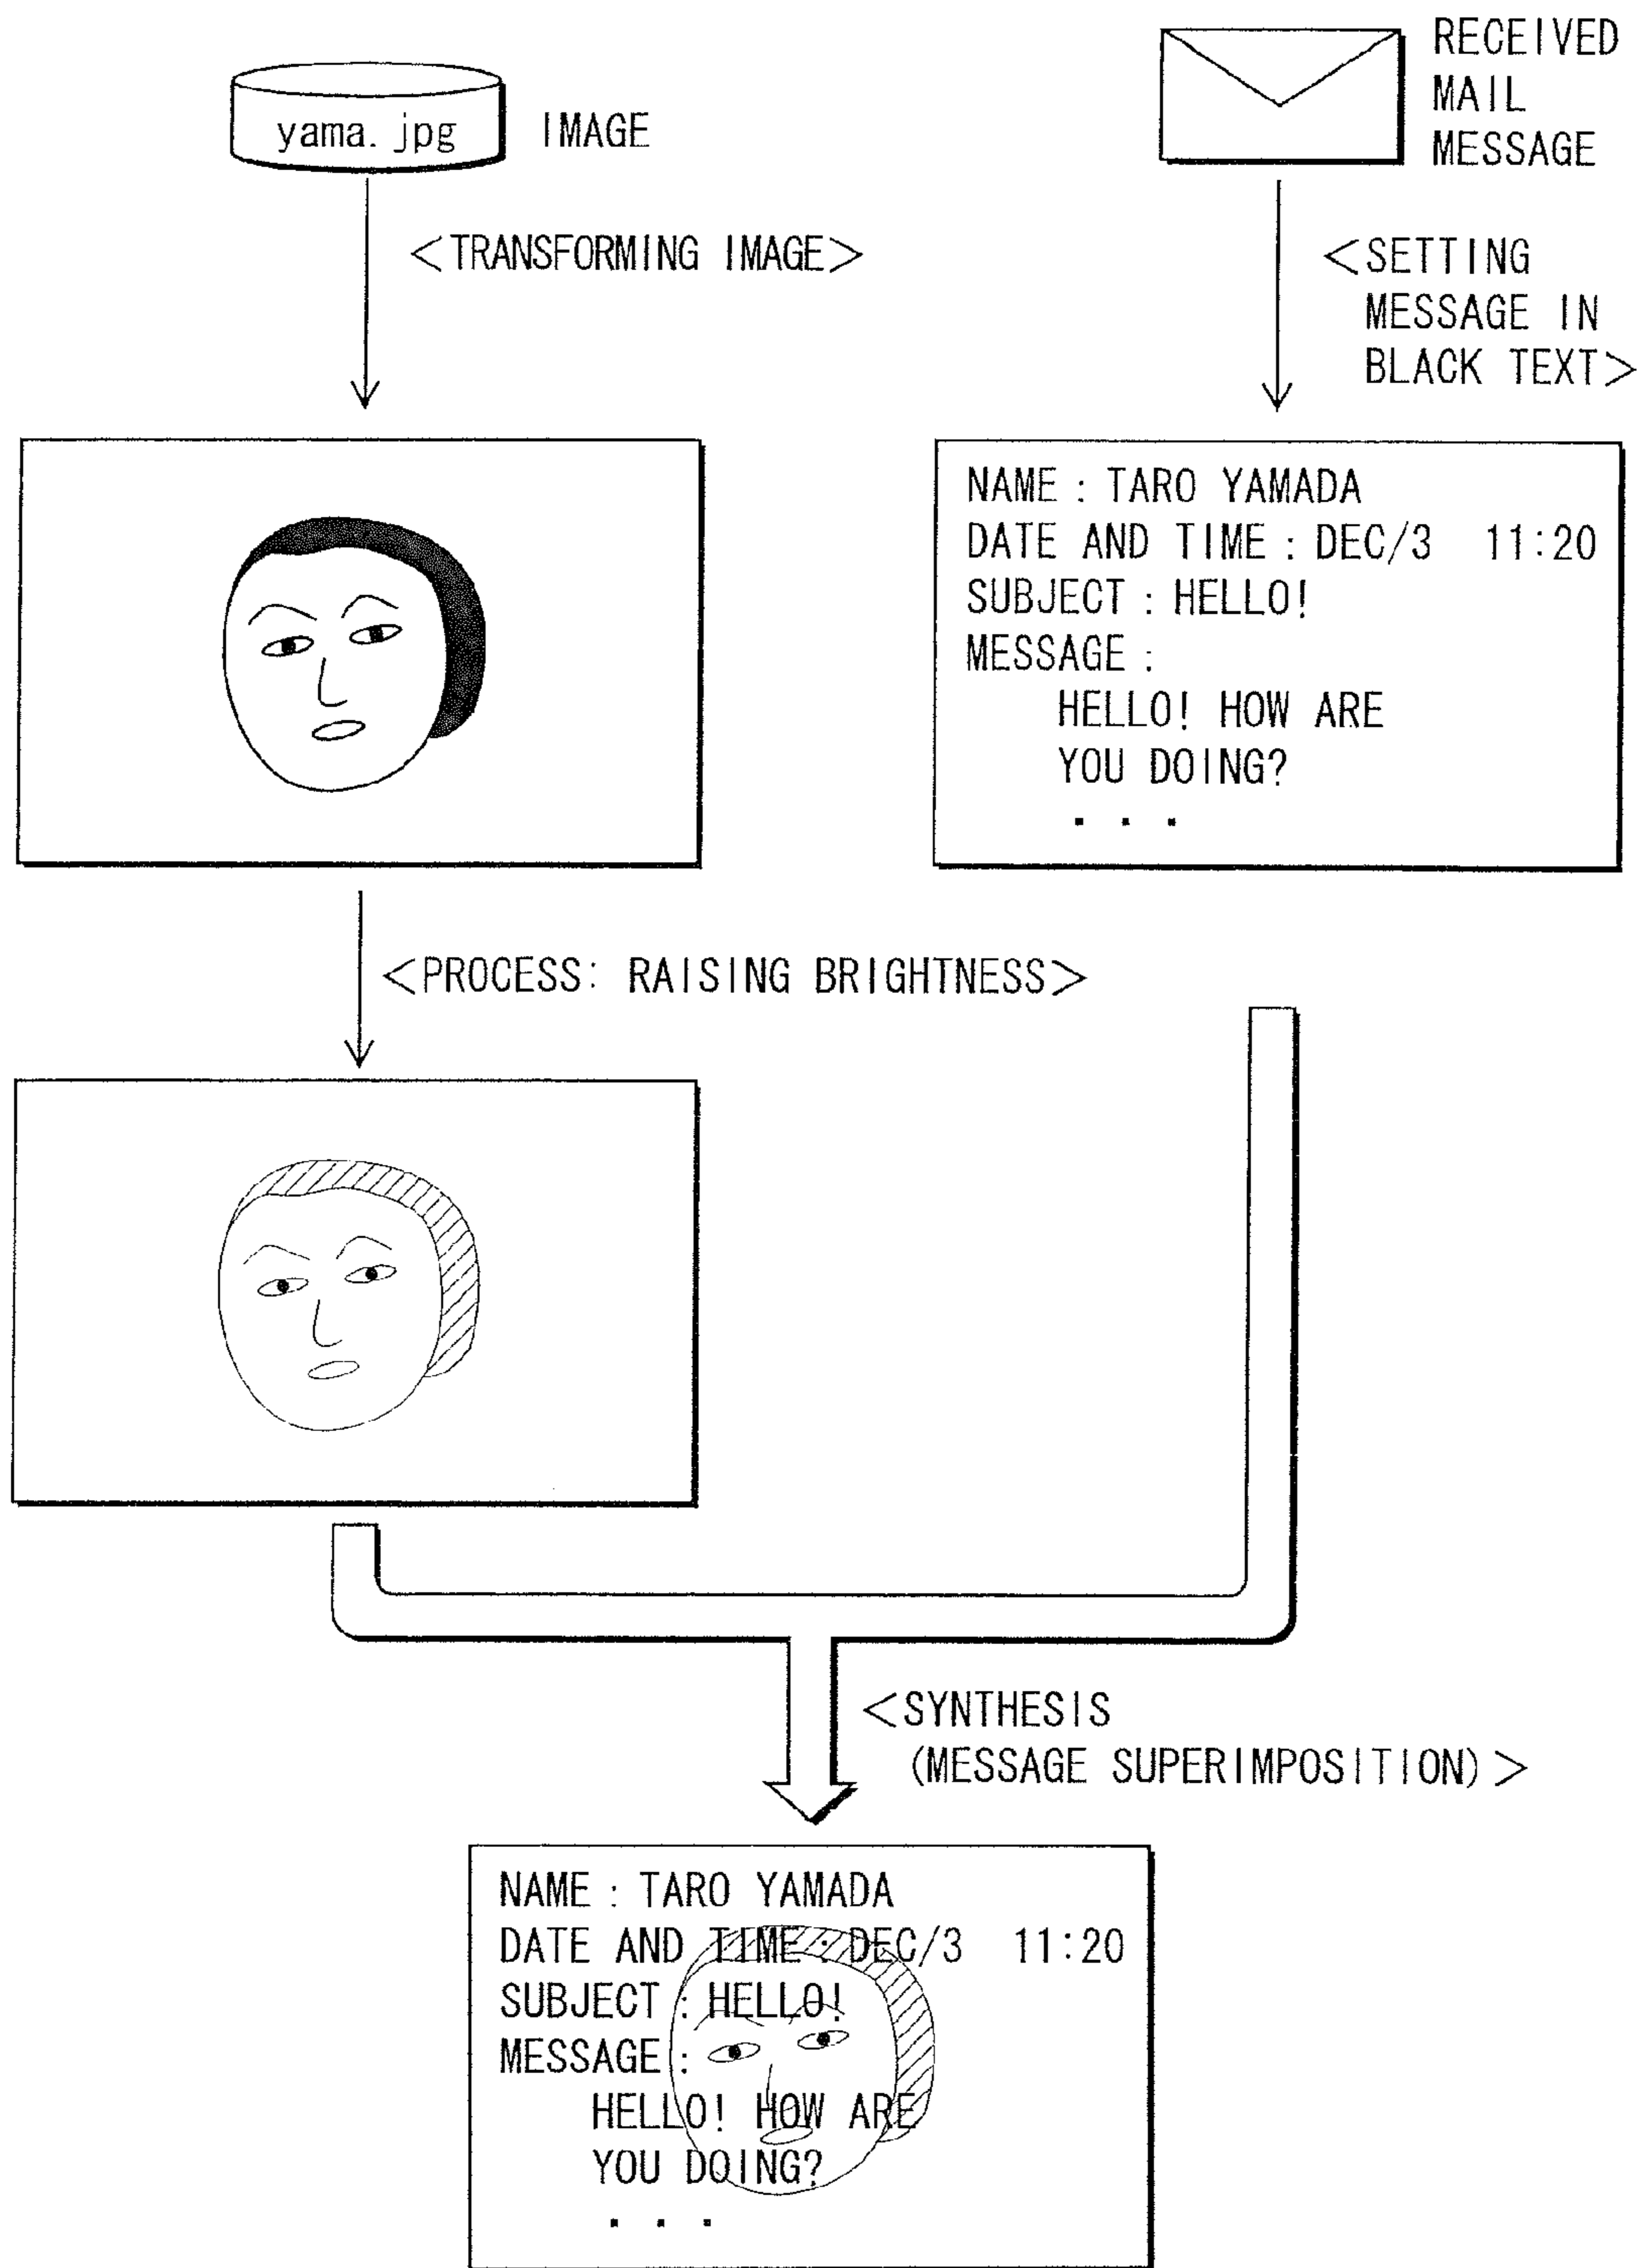 yama.jpg
IMAGE
RECEIVED
MAIL
MESSAGE
<TRANSFORMING IMAGE>
<SETTING
MESSAGE IN
BLACK TEXT>
NAME : TARO YAMADA
DATE AND TIME : DEC/3 11:20
SUBJECT : HELLO!
MESSAGE :
HELLO! HOW ARE
YOU DOING?
. . .
<PROCESS: RAISING BRIGHTNESS>
<SYNTHESIS
(MESSAGE SUPERIMPOSITION)>
NAME : TARO YAMADA
DATE AND TIME : DEC/3 11:20
SUBJECT : HELLO!
MESSAGE :
HELLO! HOW ARE
YOU DOING?
. . .